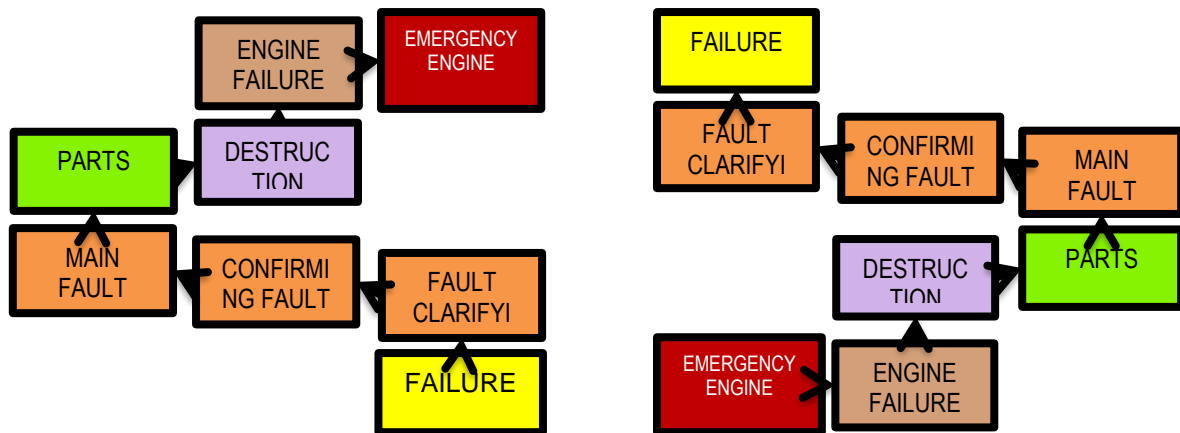 ENGINE
FAILURE
EMERGENCY
ENGINE
PARTS
DESTRUC
TION
MAIN
FAULT
CONFIRMI
NG FAULT
FAULT
CLARIFYI
FAILURE
FAILURE
FAULT
CLARIFYI
CONFIRMI
NG FAULT
MAIN
FAULT
DESTRUC
TION
PARTS
EMERGENCY
ENGINE
ENGINE
FAILURE